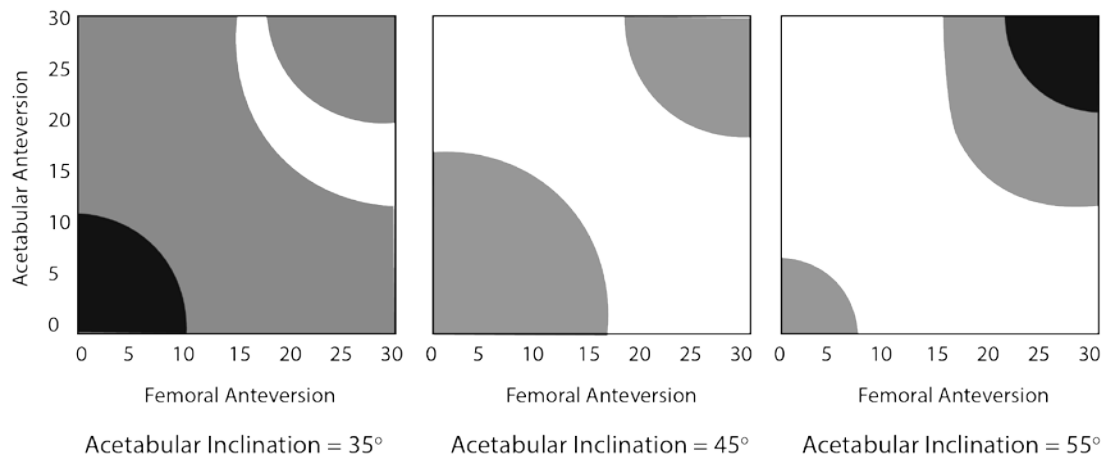 30
25
20
15
10
5
0
Acetabular Anteversion
0 5 10 15 20 25 30
0 5 10 15 20 25 30
0 5 10 15 20 25 30
Femoral Anteversion
Femoral Anteversion
Femoral Anteversion
Acetabular Inclination = 35°
Acetabular Inclination = 45°
Acetabular Inclination = 55°